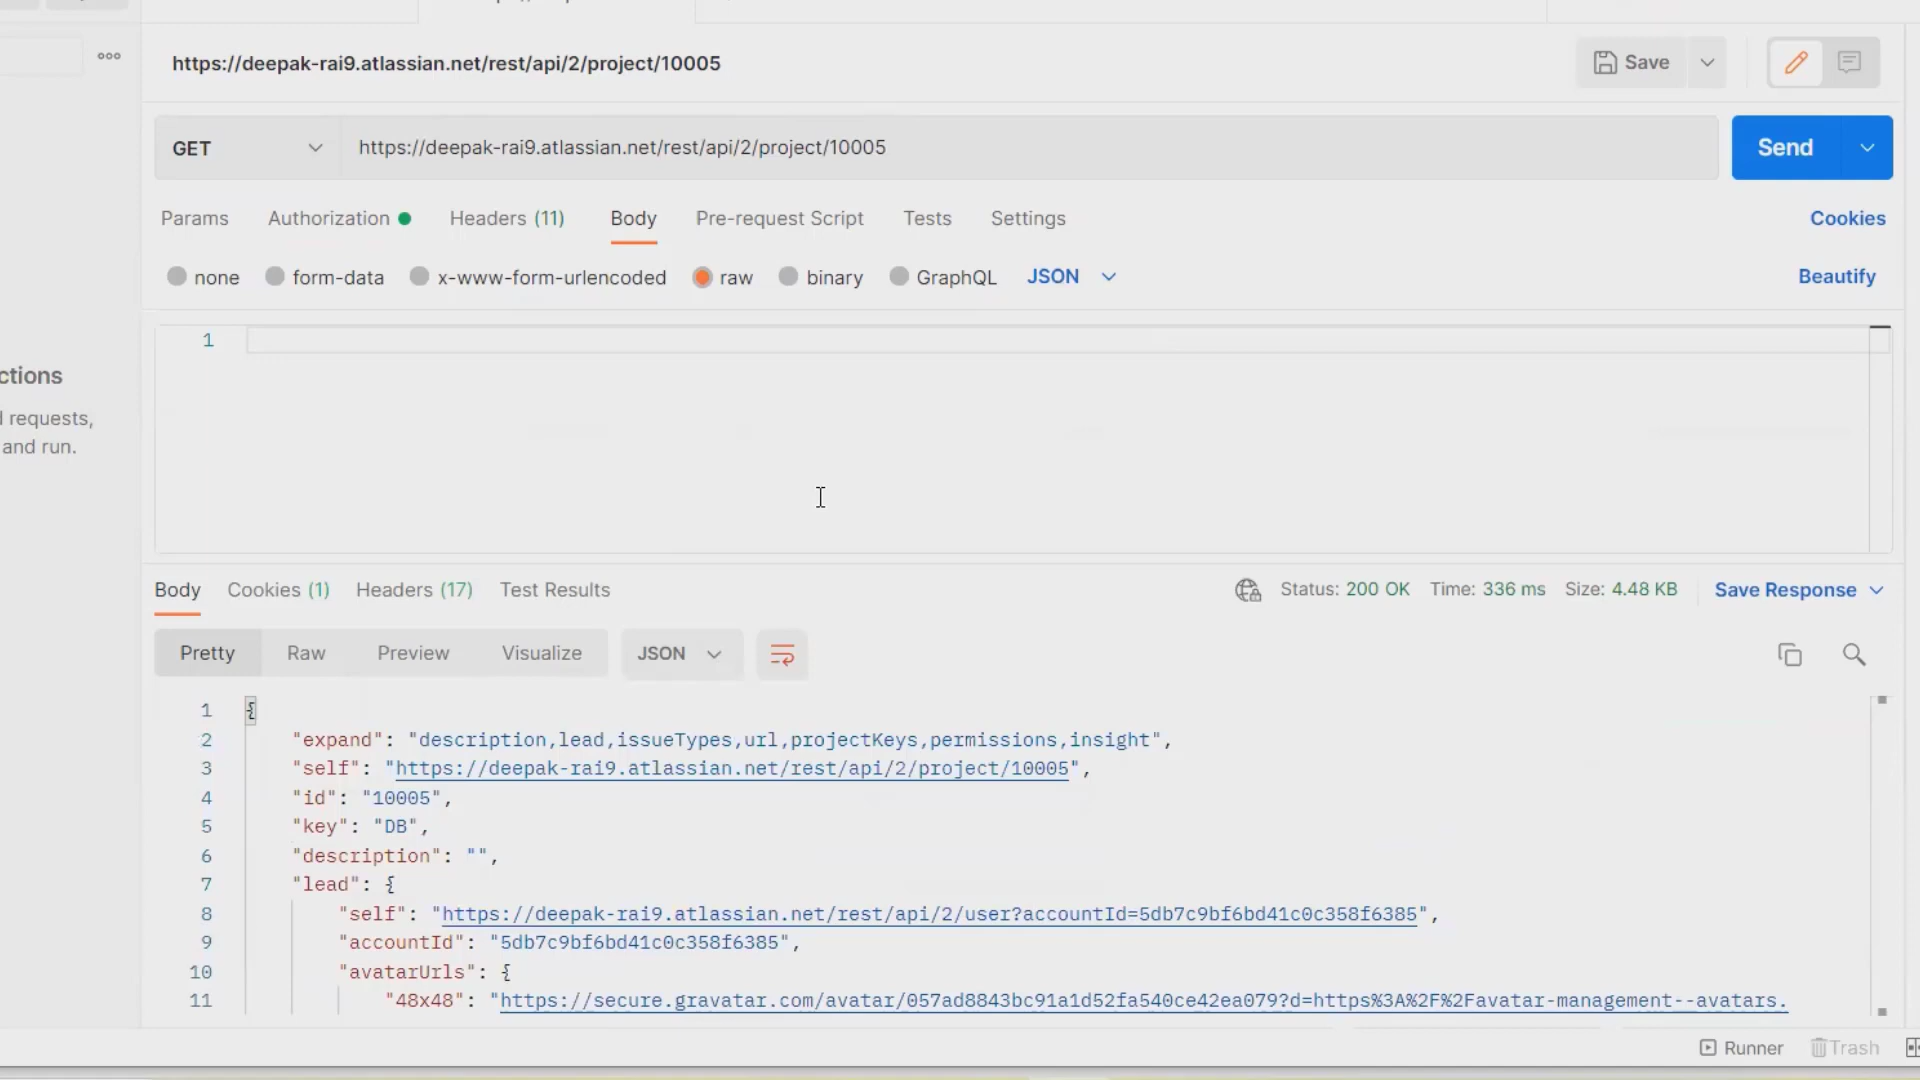 https://deepak-rai9.atlassian.net/rest/api/2/project/10005
Save
GET
https://deepak-rai9.atlassian.net/rest/api/2/project/10005
Send
Params
Authorization
Headers (11)
Body
Pre-request Script
Tests
Settings
Cookies
none
form-data
x-www-form-urlencoded
raw
binary
GraphQL
JSON
Beautify
1
ctions
requests,
and run.
Body
Cookies (1)
Headers (17)
Test Results
Status: 200 OK
Time: 336 ms
Size: 4.48 KB
Save Response
Pretty
Raw
Preview
Visualize
JSON
1 {
2 "expand": "description,lead,issueTypes,url,projectKeys,permissions,insight",
3 "self": "https://deepak-rai9.atlassian.net/rest/api/2/project/10005",
4 "id": "10005",
5 "key": "DB",
6 "description": "",
7 "lead": {
8 "self": "https://deepak-rai9.atlassian.net/rest/api/2/user?accountId=5db7c9bf6bd41c0c358f6385",
9 "accountId": "5db7c9bf6bd41c0c358f6385",
10 "avatarUrls": {
11 "48x48": "https://secure.gravatar.com/avatar/057ad8843bc91a1d52fa540ce42ea079?d=https%3A%2F%2Favatar-management--avatars.
Runner
Trash